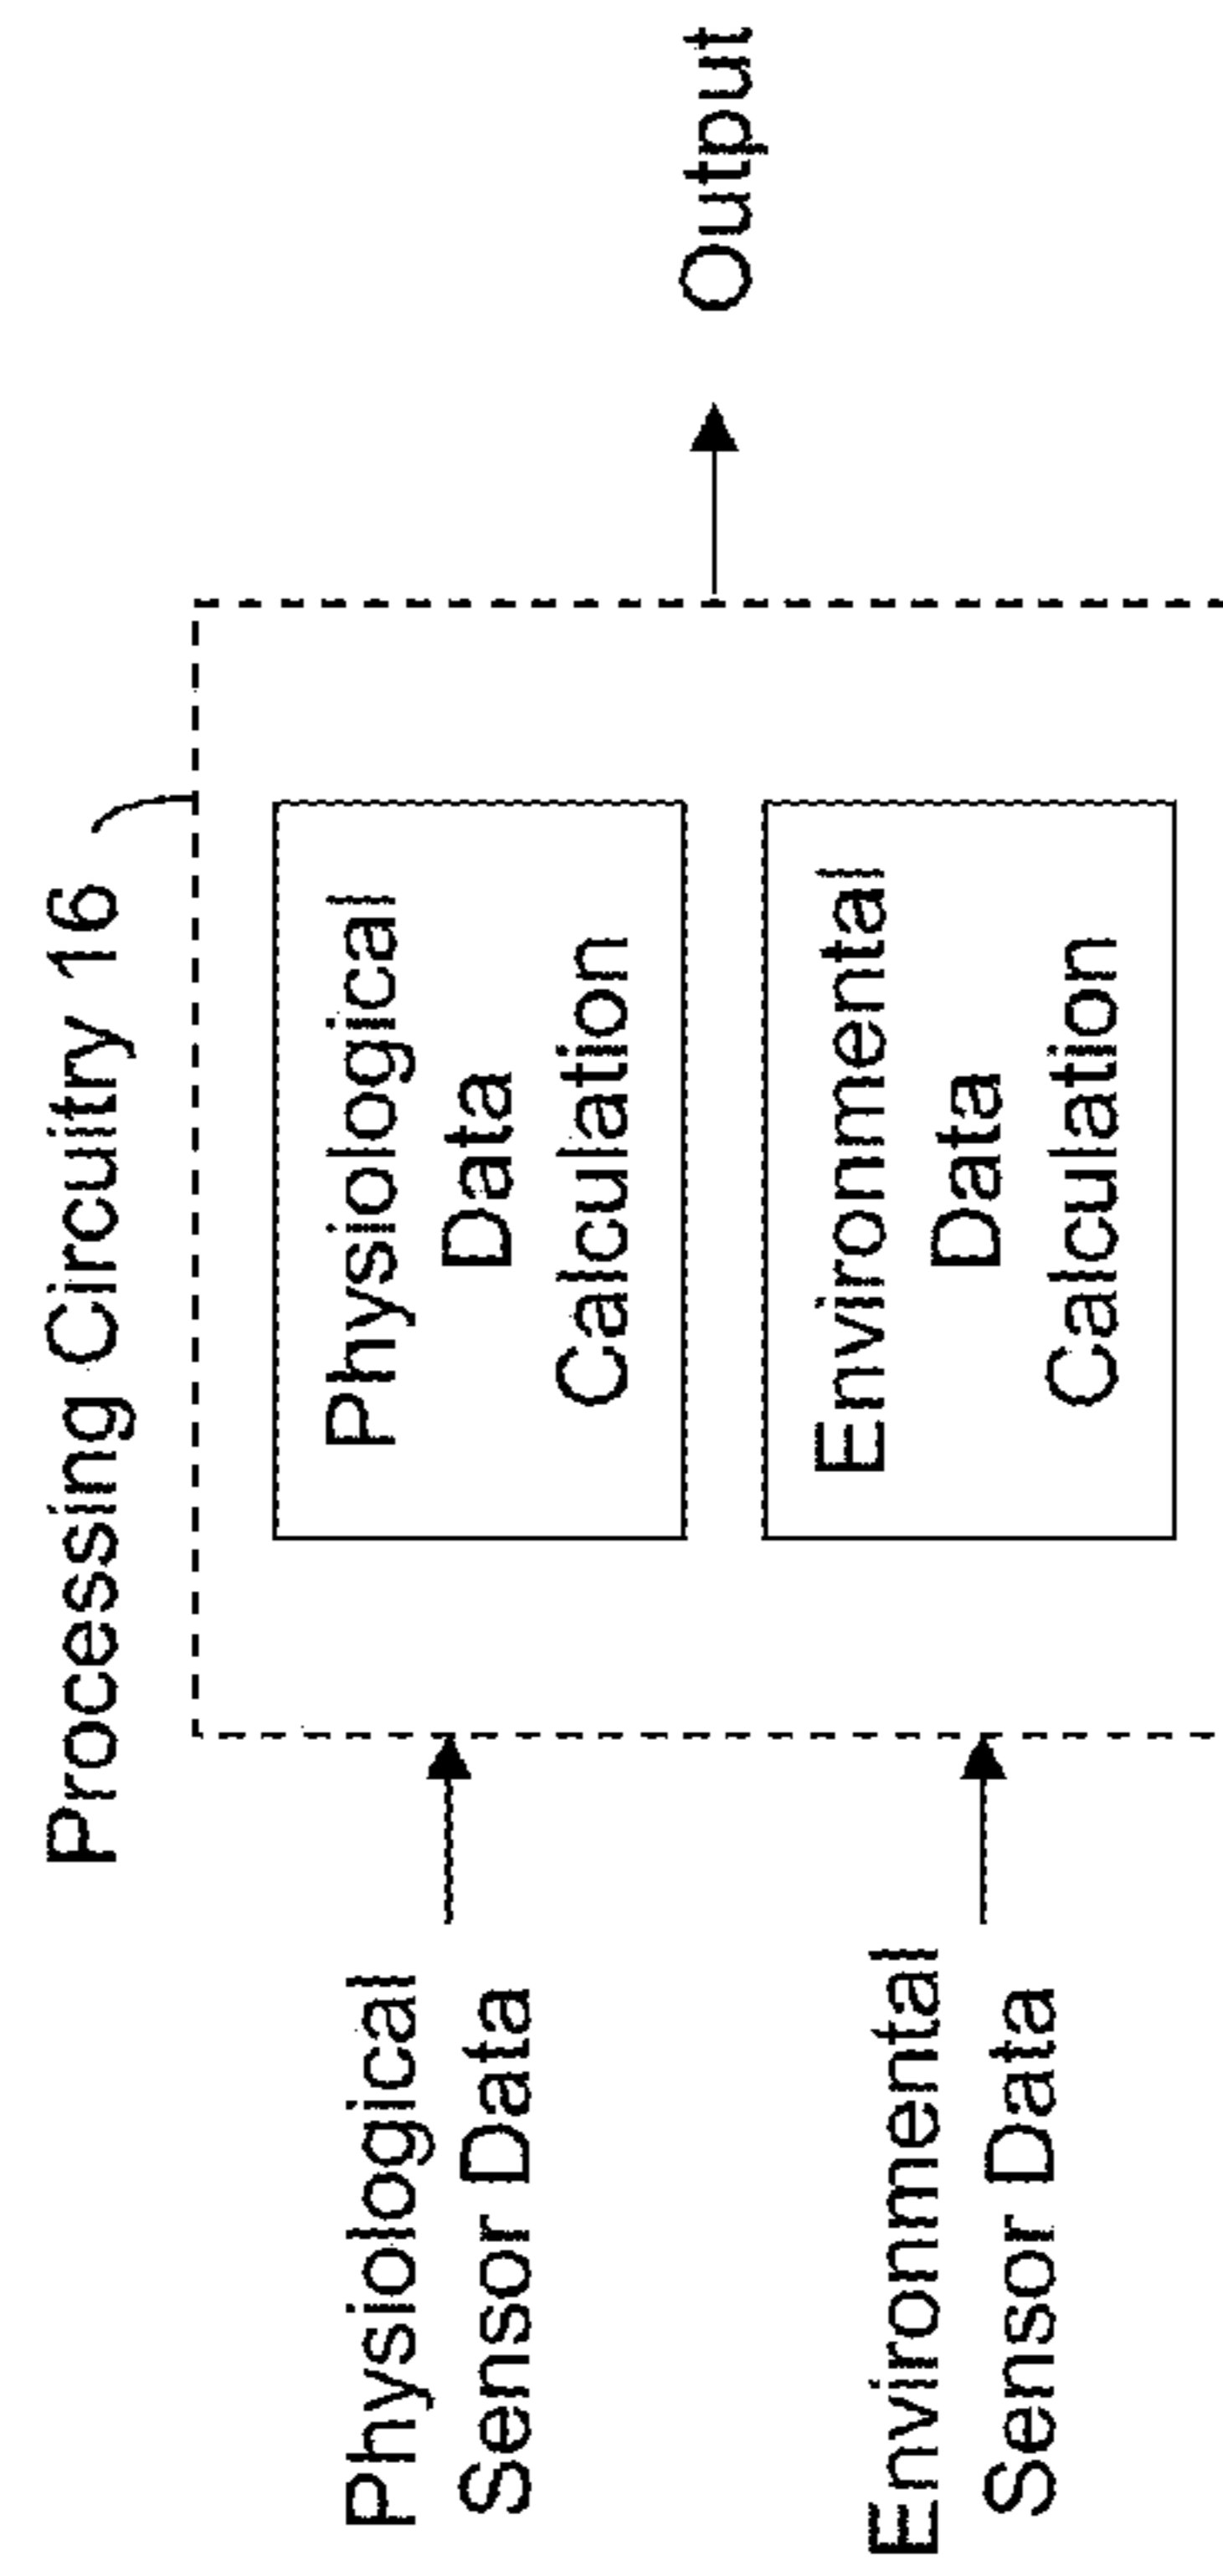 Processing Circuitry 16
Physiological
Sensor Data
Environmental
Sensor Data
Physiological
Data
Calculation
Environmental
Data
Calculation
Output